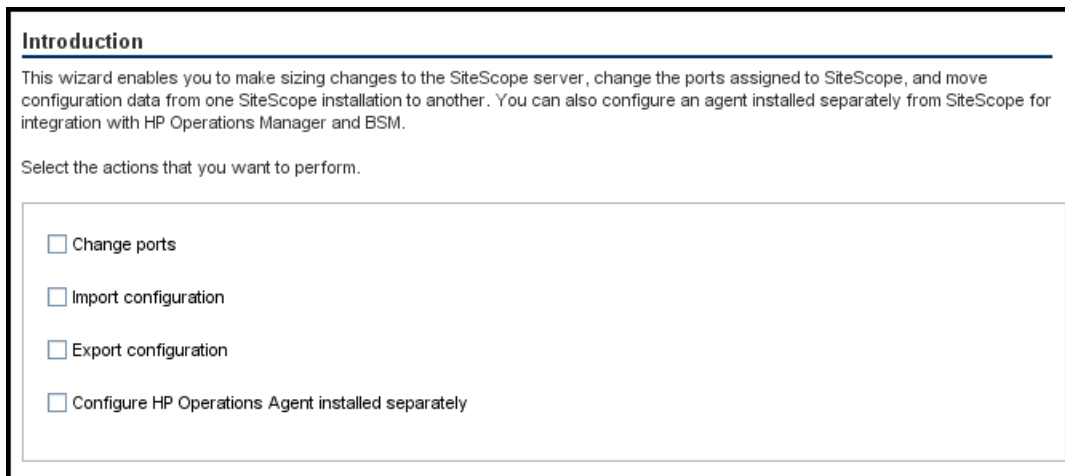 Introduction
This wizard enables you to make sizing changes to the SiteScope server, change the ports assigned to SiteScope, and move
configuration data from one SiteScope installation to another. You can also configure an agent installed separately from SiteScope for
integration with HP Operations Manager and BSM.
Select the actions that you want to perform.
Change ports
Import configuration
Export configuration
Configure HP Operations Agent installed separately